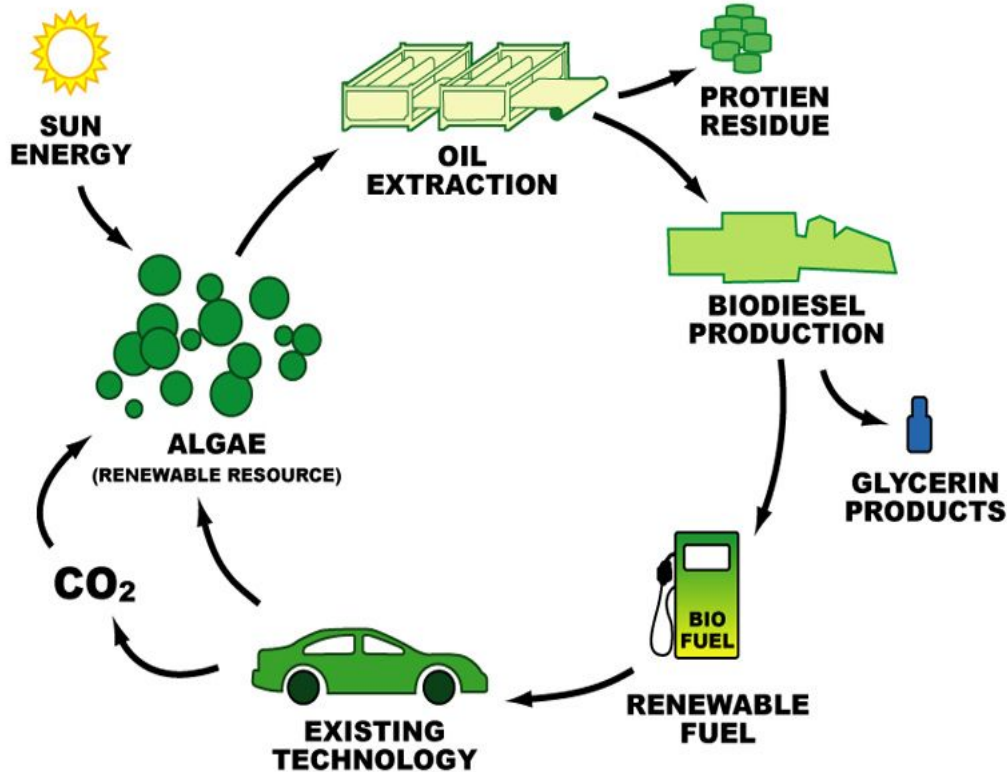 SUN
ENERGY
OIL
EXTRACTION
PROTIEN
RESIDUE
BIODIESEL
PRODUCTION
GLYCERIN
PRODUCTS
BIO
FUEL
RENEWABLE
FUEL
EXISTING
TECHNOLOGY
CO₂
ALGAE
(RENEWABLE RESOURCE)